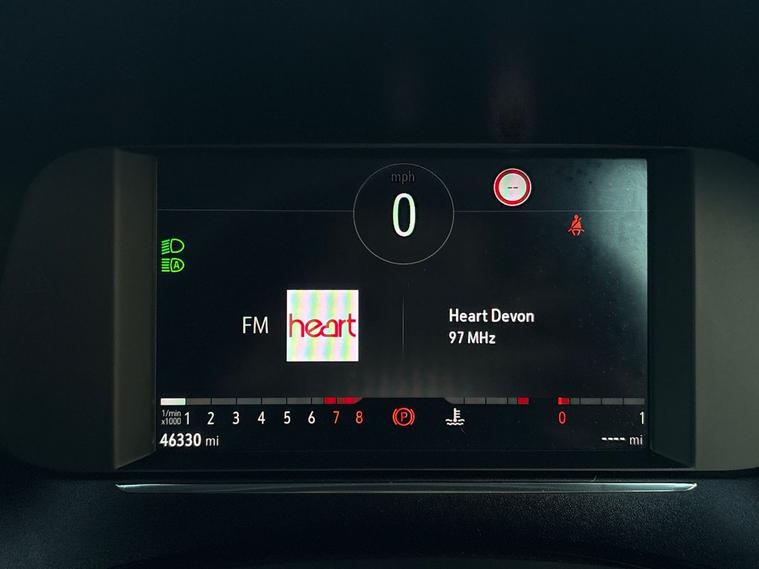 mph
0
--
A
FM
heart
Heart Devon
97 MHz
1/min
x1000
1 2 3 4 5 6 7 8
P
0 1
46330 mi
---- mi